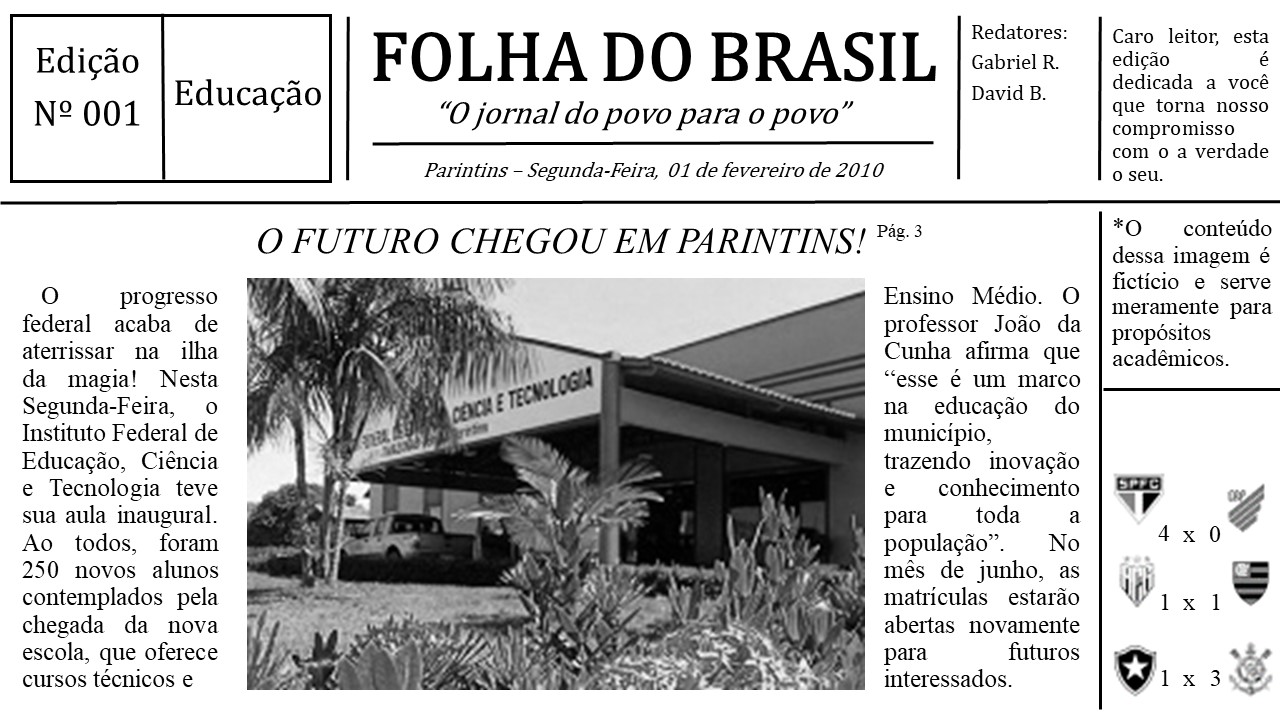 Edição
Nº 001
Educação
FOLHA DO BRASIL
“O jornal do povo para o povo”
Parintins – Segunda-Feira, 01 de fevereiro de 2010
Redatores:
Gabriel R.
David B.
Caro leitor, esta
edição é
dedicada a você
que torna nosso
compromisso
com o a verdade
o seu.
O FUTURO CHEGOU EM PARINTINS! Pág. 3
O progresso
federal acaba de
aterrissar na ilha
da magia! Nesta
Segunda-Feira, o
Instituto Federal de
Educação, Ciência
e Tecnologia teve
sua aula inaugural.
Ao todos, foram
250 novos alunos
contemplados pela
chegada da nova
escola, que oferece
cursos técnicos e
CIÊNCIA E TECNOLOGIA
FEDERAL DE
Ensino Médio. O
professor João da
Cunha afirma que
“esse é um marco
na educação do
município,
trazendo inovação
e conhecimento
para toda a
população”. No
mês de junho, as
matrículas estarão
abertas novamente
para futuros
interessados.
*O conteúdo
dessa imagem é
fictício e serve
meramente para
propósitos
acadêmicos.
SPFC
CAP
4 x 0
1 x 1
1 x 3